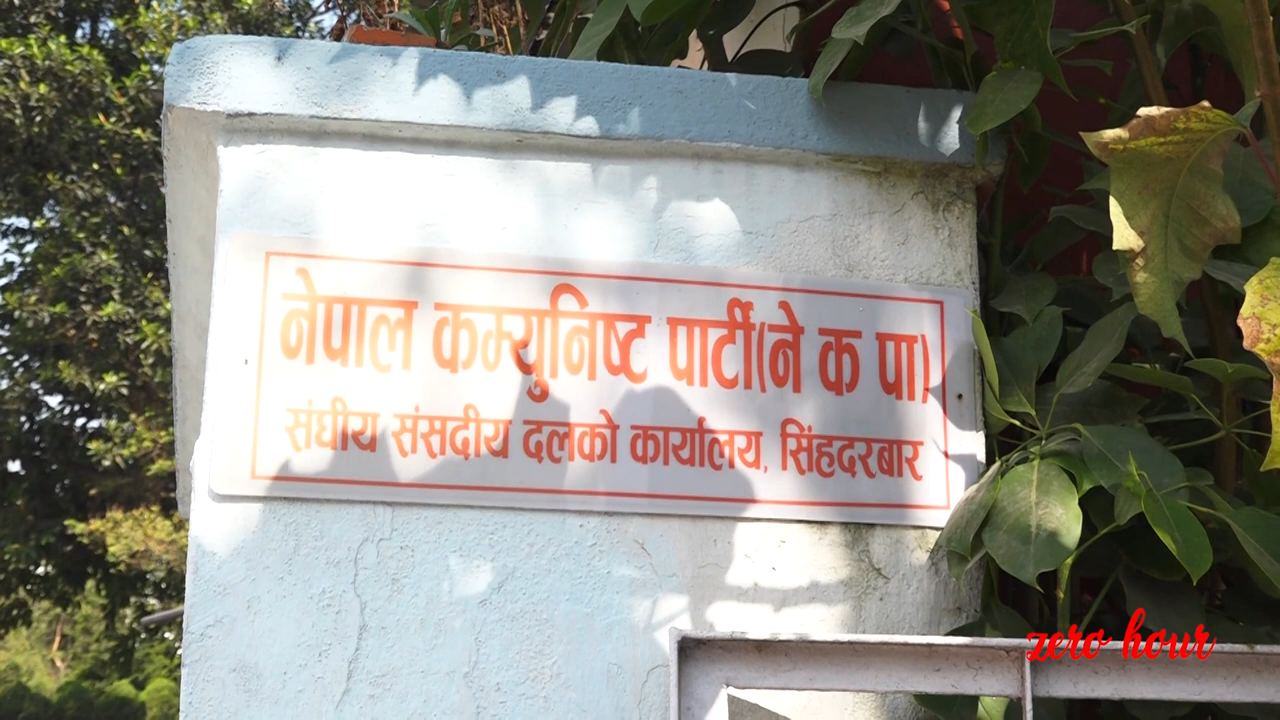 नेपाल कम्युनिष्ट पार्टी(ने क पा)
संघीय संसदीय दलको कार्यालय, सिंहदरबार
zero hour